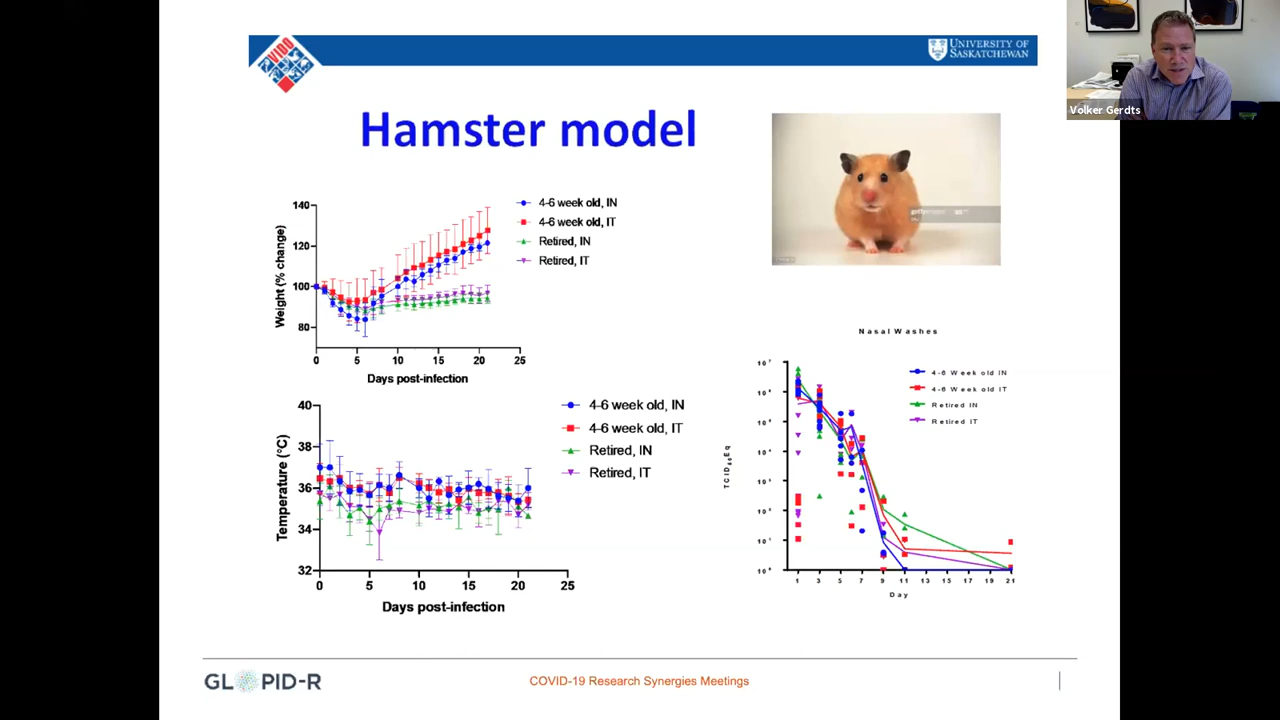 VIDO
UNIVERSITY OF
SASKATCHEWAN
Volker Gerdts
Hamster model
gettyimages
140
120
100
80
Weight (% change)
0 5 10 15 20 25
Days post-infection
4-6 week old, IN
4-6 week old, IT
Retired, IN
Retired, IT
40
38
36
34
32
Temperature (°C)
0 5 10 15 20 25
Days post-infection
4-6 week old, IN
4-6 week old, IT
Retired, IN
Retired, IT
Nasal Washes
4-6 Week old IN
4-6 Week old IT
Retired IN
Retired IT
1 3 5 7 9 11 13 15 17 19 21
Day
GLOPID-R
COVID-19 Research Synergies Meetings